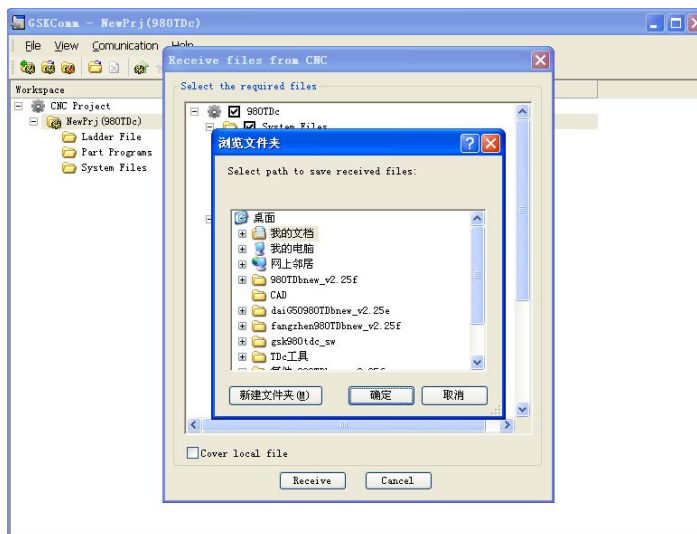 GSKComm - NewPrj(980TDc)
File View Comunication Help
Receive files from CNC
Workspace
CNC Project
NewPrj(980TDc)
Ladder File
Part Programs
System Files
Select the required files
980TDc
System Files
浏览文件夹
Select path to save received files:
桌面
我的文档
我的电脑
网上邻居
980TDbnew_v2.25f
CAD
daiG50980TDbnew_v2.25e
fangzhen980TDbnew_v2.25f
gsk980tdc_sw
TDc工具
新建文件夹(M)
确定
取消
Cover local file
Receive
Cancel